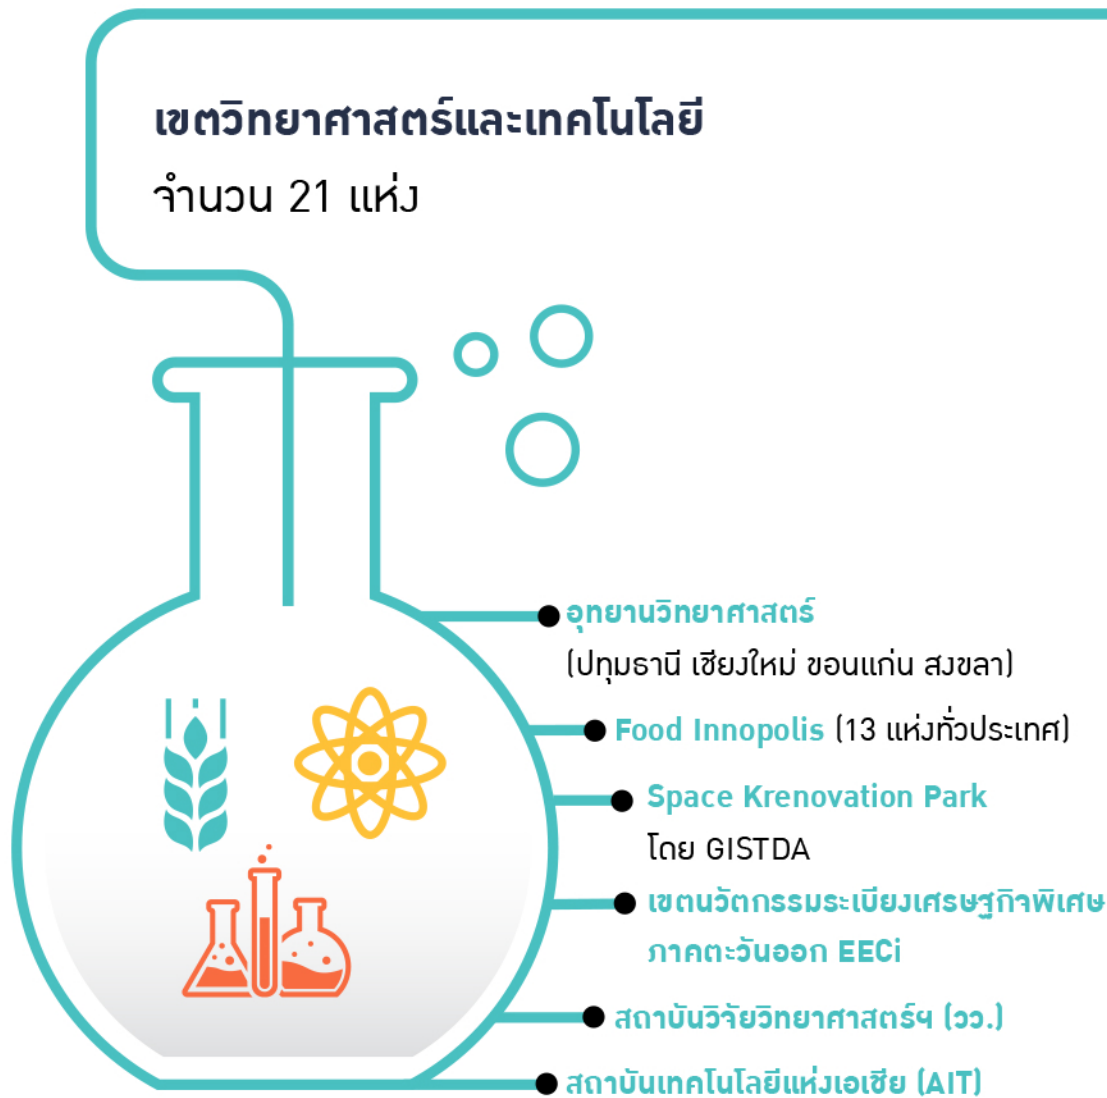 เขตวิทยาศาสตร์และเทคโนโลยี
จำนวน 21 แห่ง
อุทยานวิทยาศาสตร์
(ปทุมธานี เชียงใหม่ ขอนแก่น สงขลา)
Food Innopolis (13 แห่งทั่วประเทศ)
Space Krenovation Park
โดย GISTDA
เขตนวัตกรรมระเบียงเศรษฐกิจพิเศษ
ภาคตะวันออก EECi
สถาบันวิจัยวิทยาศาสตร์ฯ (วว.)
สถาบันเทคโนโลยีแห่งเอเชีย (AIT)